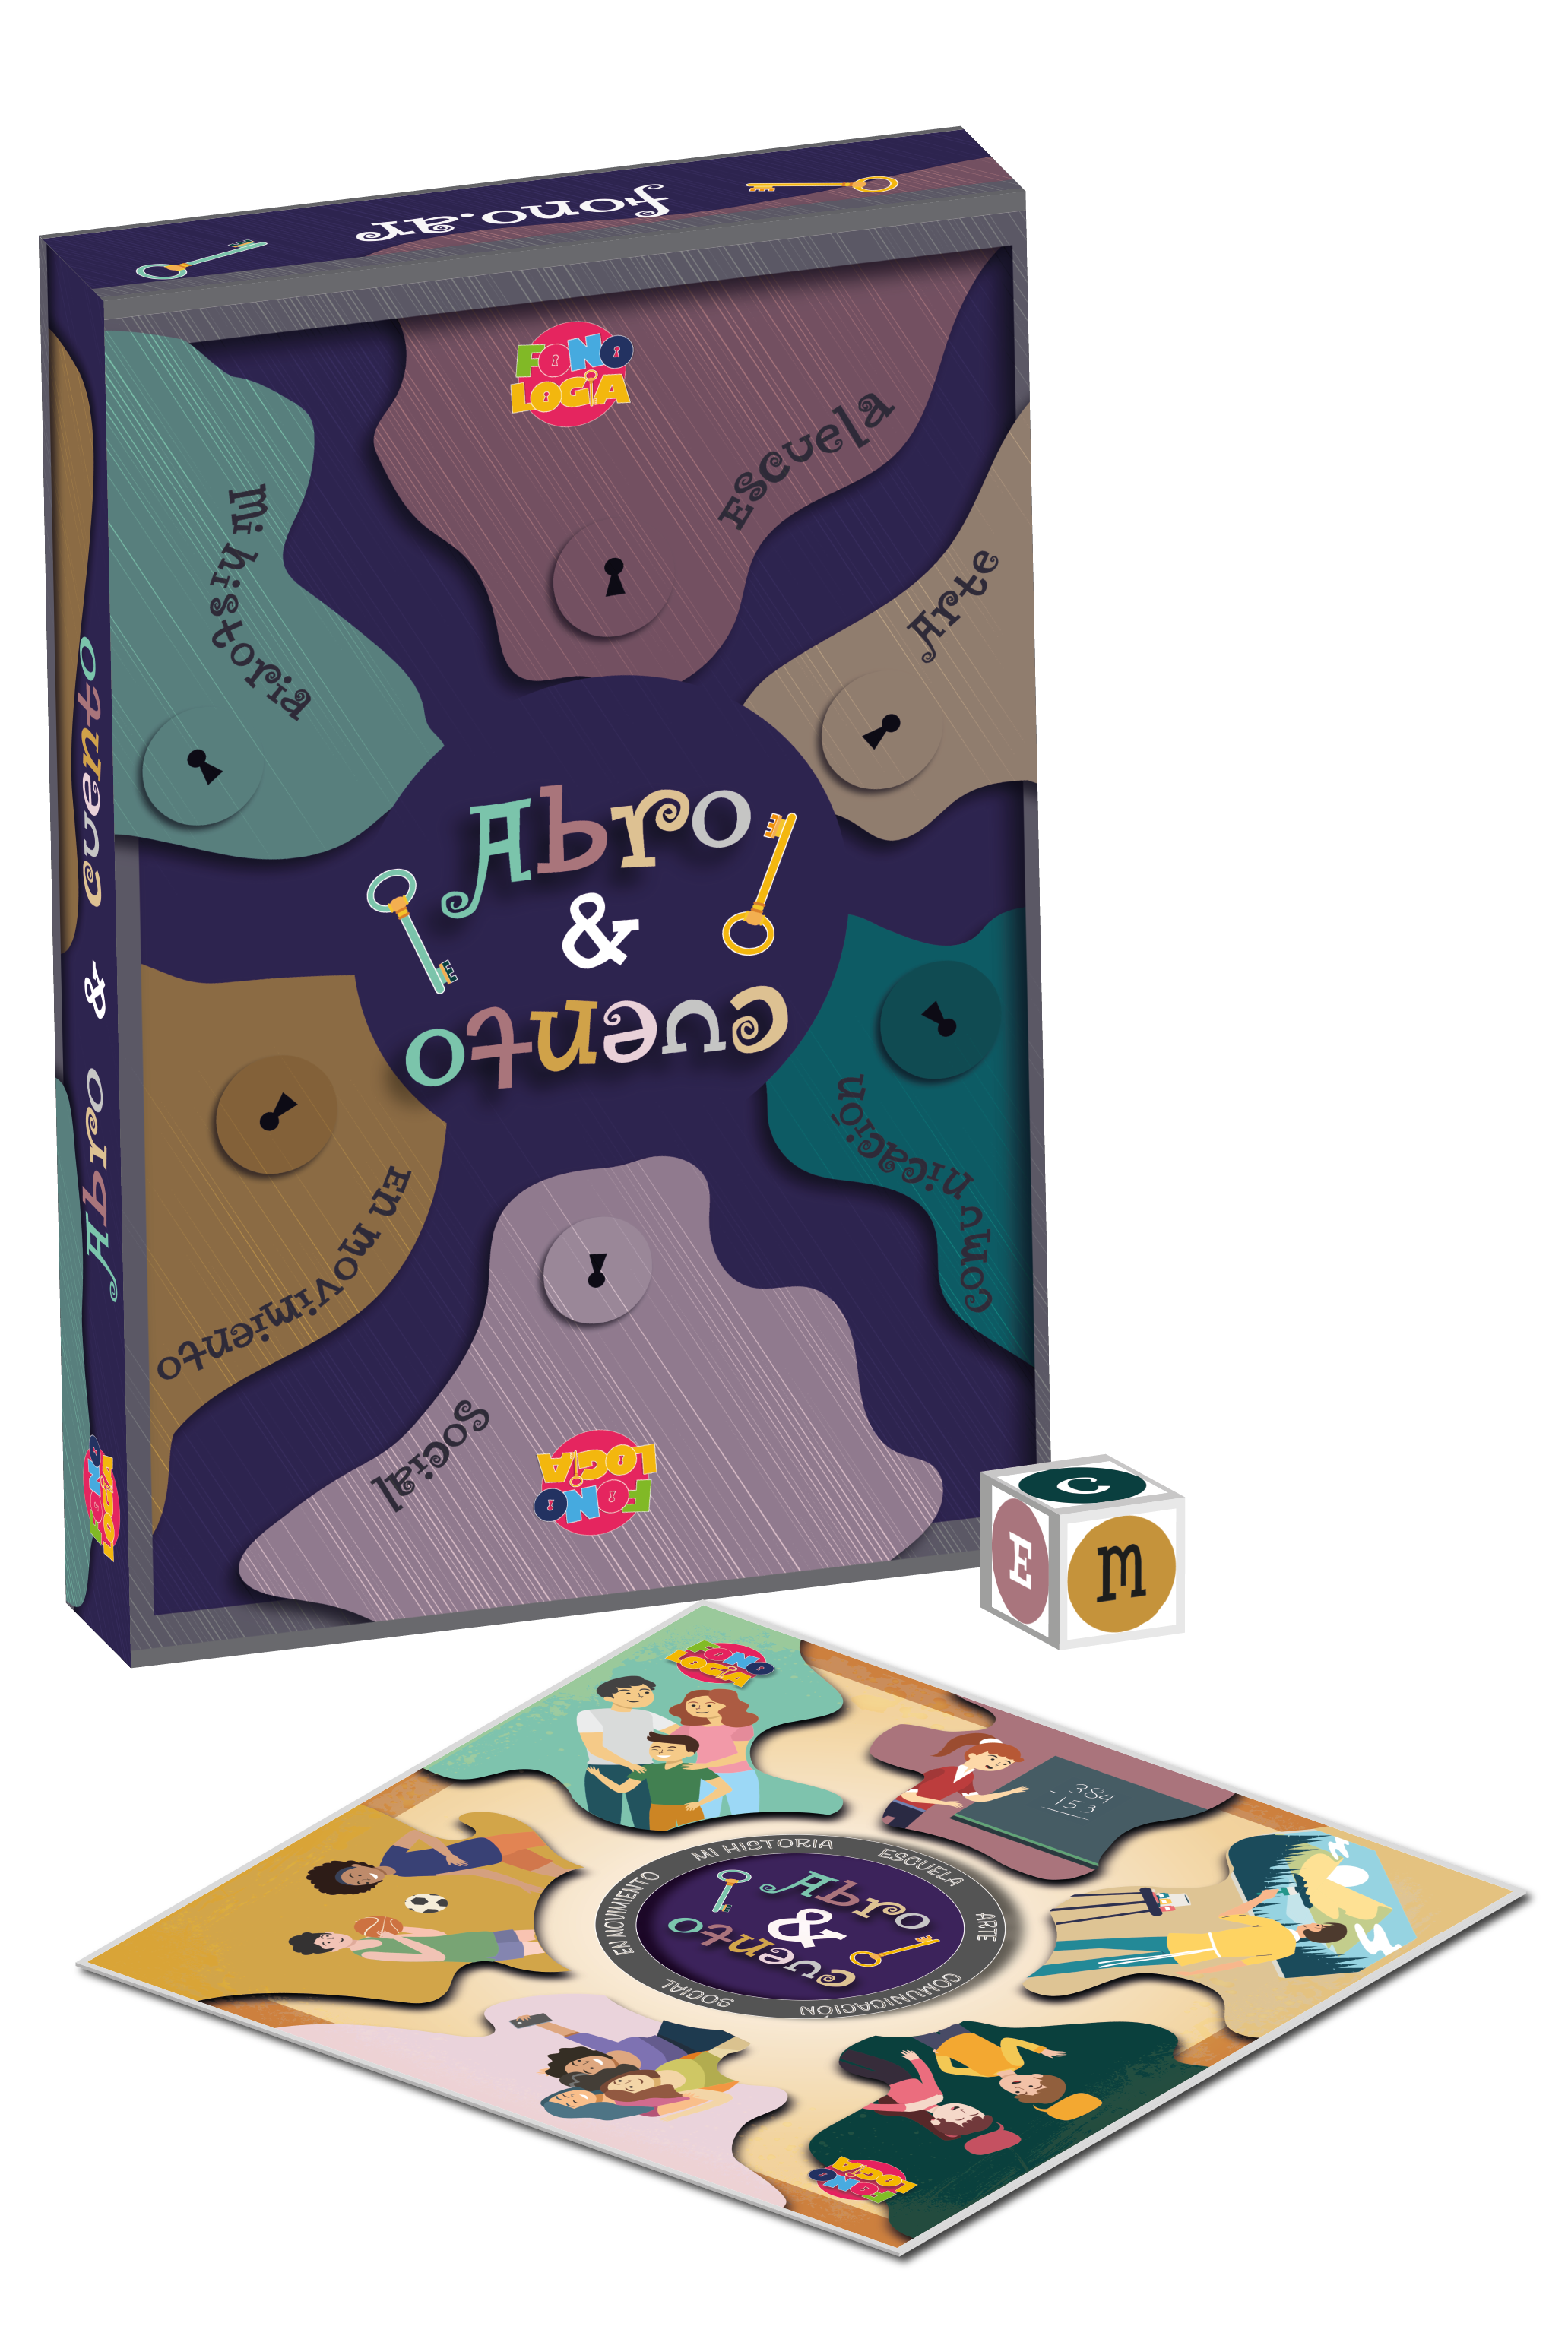 fono.ar
FONO
LOGIA
Escuela
Mi historia
Arte
Abro
&
cuento
Comunicación
En movimiento
Social
FONO
LOGIA
Abro & Cuento
FONO
LOGIA
C
E
M
FONO
LOGIA
384
- 153
MI HISTORIA
ESCUELA
ARTE
COMUNICACIÓN
SOCIAL
EN MOVIMIENTO
Abro
&
cuento
FONO
LOGIA